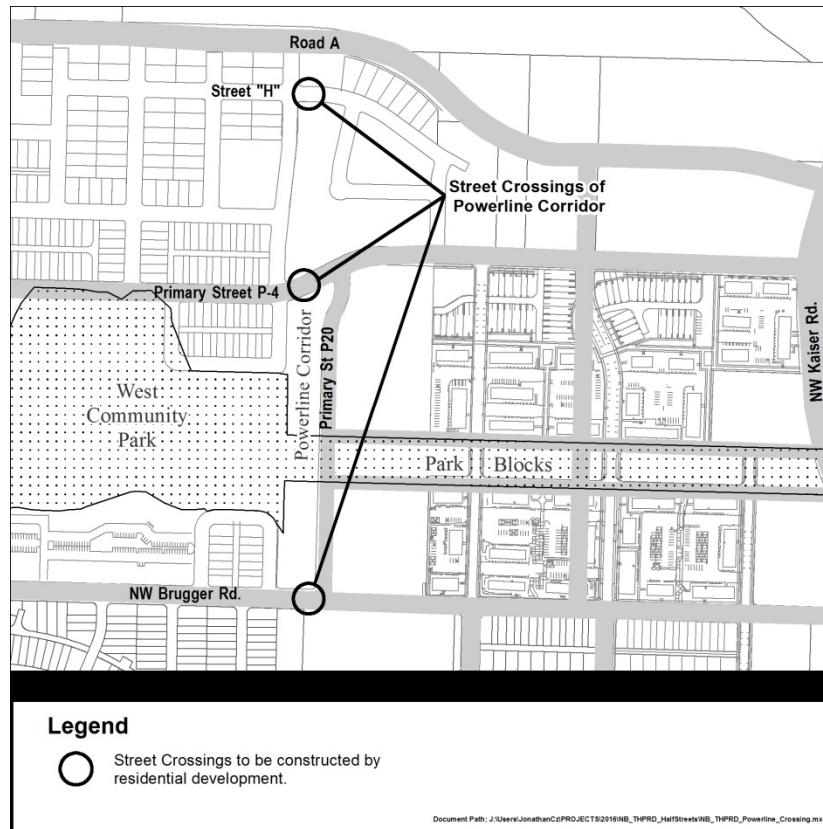 Road A
Street "H"
Street Crossings of
Powerline Corridor
Primary Street P-4
Powerline Corridor
Primary St P20
NW Kaiser Rd.
West
Community
Park
Park Blocks
NW Brugger Rd.
Legend
Street Crossings to be constructed by
residential development.
Document Path: J:\Users\JonathanCz\PROJECTS\2016\NB_THPRD_HalfStreets\NB_THPRD_Powerline_Crossing.mx